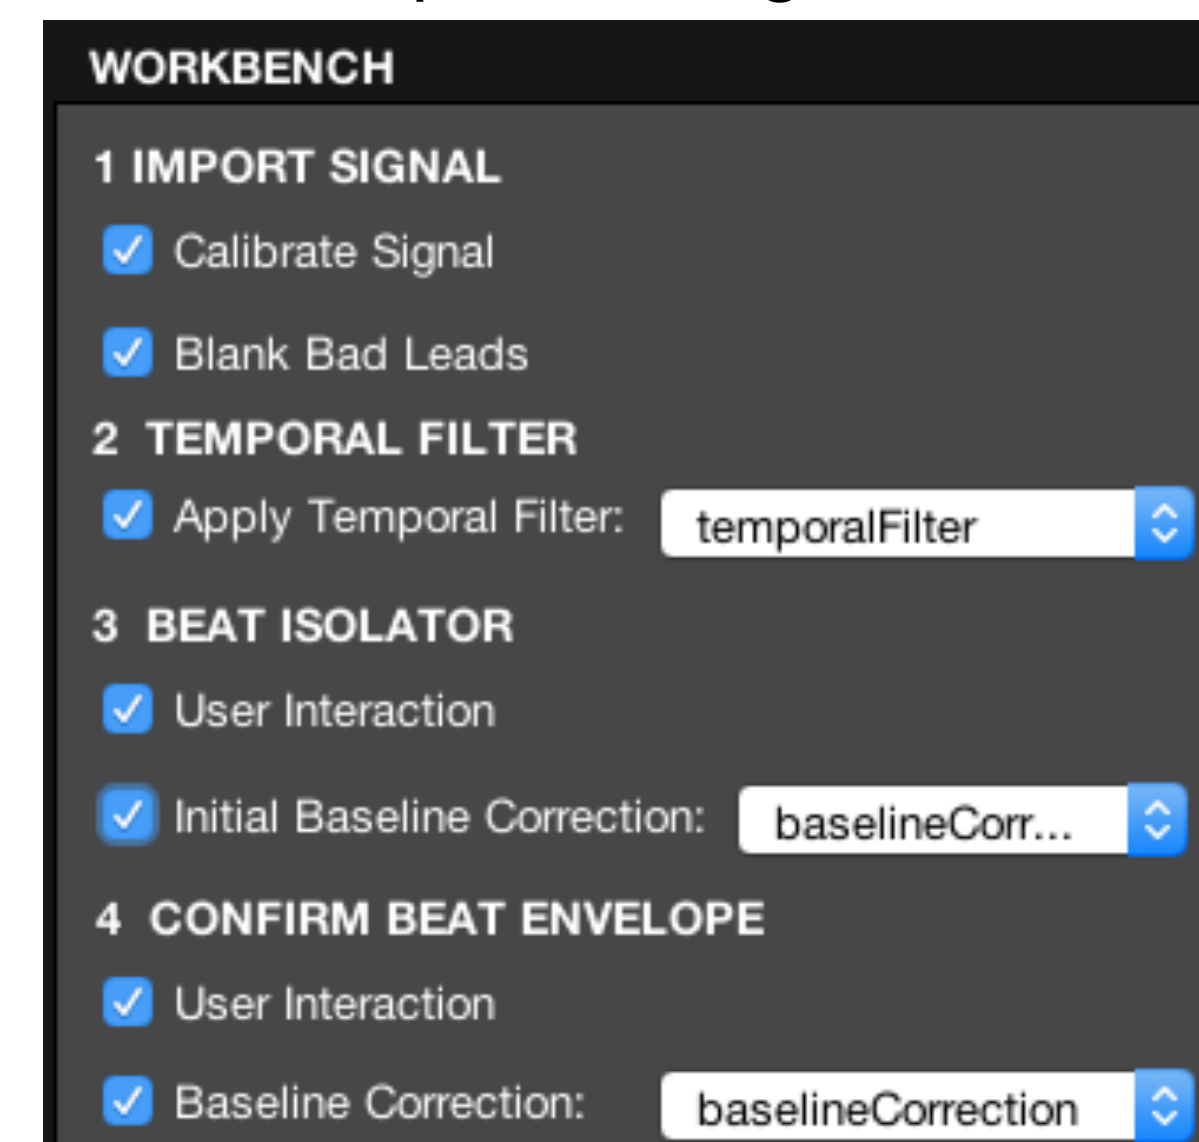 WORKBENCH
1 IMPORT SIGNAL
Calibrate Signal
Blank Bad Leads
2 TEMPORAL FILTER
Apply Temporal Filter: temporalFilter
3 BEAT ISOLATOR
User Interaction
Initial Baseline Correction: baselineCorr...
4 CONFIRM BEAT ENVELOPE
User Interaction
Baseline Correction: baselineCorrection